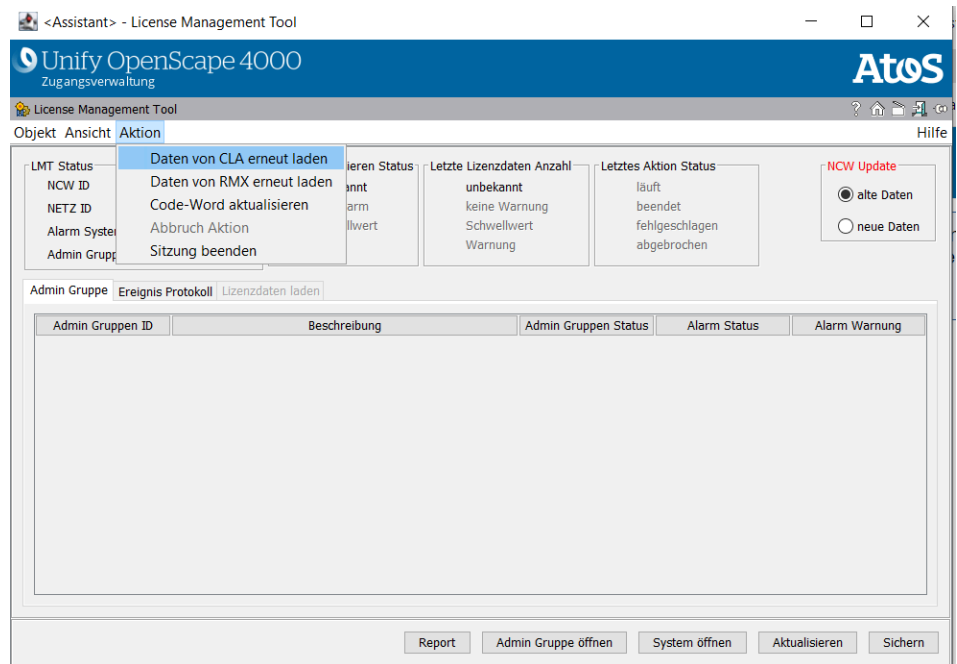 <Assistant> - License Management Tool
Unify OpenScape 4000
Zugangsverwaltung
Atos
License Management Tool
Objekt Ansicht Aktion Hilfe
Daten von CLA erneut laden
Daten von RMX erneut laden
Code-Word aktualisieren
Abbruch Aktion
Sitzung beenden
LMT Status
NCW ID
NETZ ID
Alarm Syste
Admin Grupp
ieren Status
nnt
arm
llwert
Letzte Lizenzdaten Anzahl
unbekannt
keine Warnung
Schwellwert
Warnung
Letztes Aktion Status
läuft
beendet
fehlgeschlagen
abgebrochen
NCW Update
alte Daten
neue Daten
Admin Gruppe Ereignis Protokoll Lizenzdaten laden
Admin Gruppen ID Beschreibung Admin Gruppen Status Alarm Status Alarm Warnung
Report Admin Gruppe öffnen System öffnen Aktualisieren Sichern